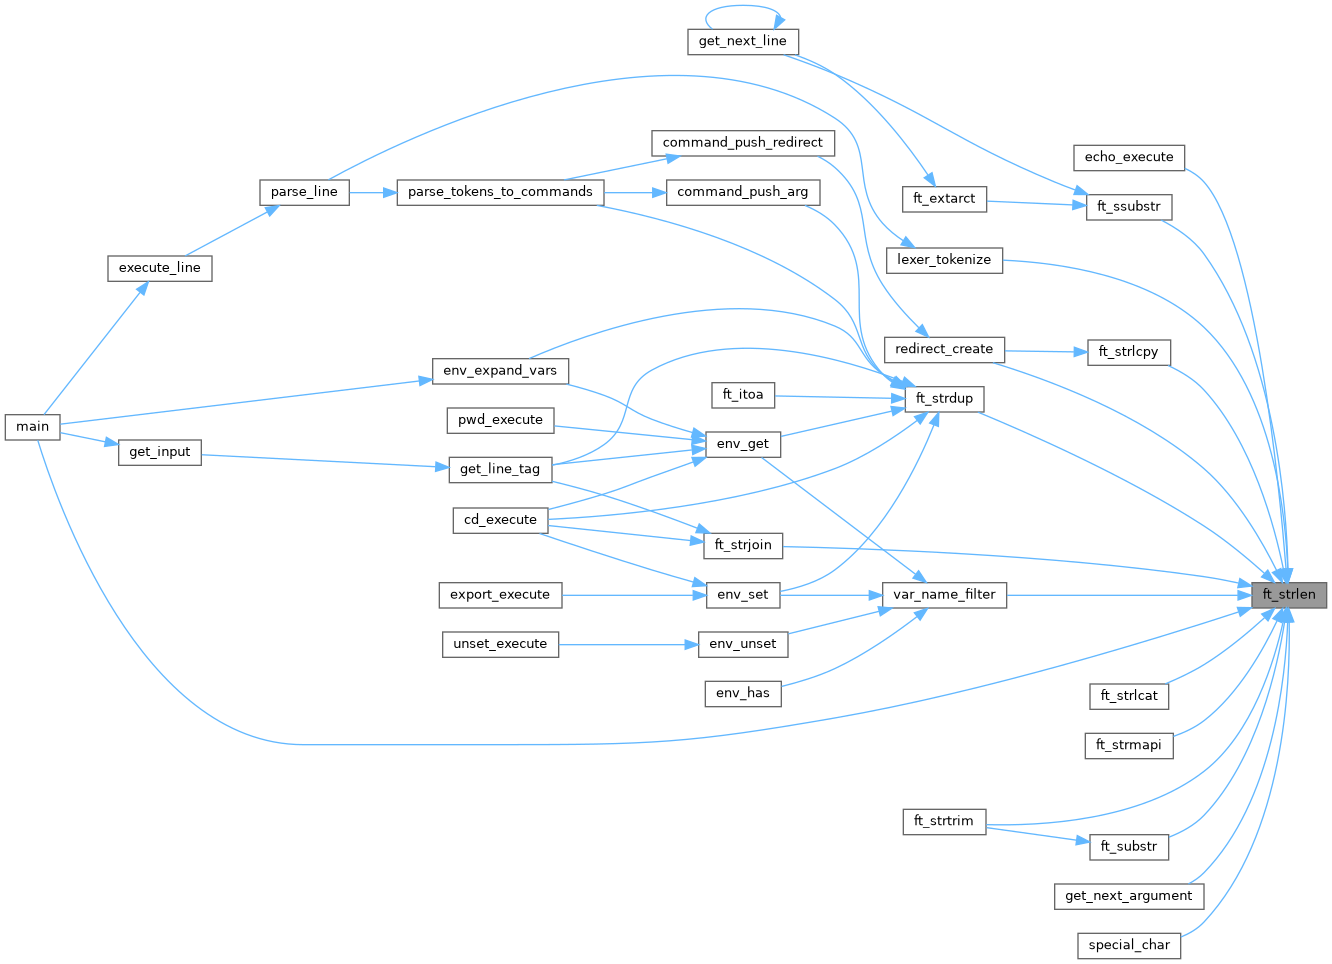 get_next_line
command_push_redirect
echo_execute
parse_line
parse_tokens_to_commands
command_push_arg
ft_extarct
ft_ssubstr
execute_line
lexer_tokenize
redirect_create
ft_strlcpy
env_expand_vars
ft_itoa
ft_strdup
main
pwd_execute
env_get
get_input
get_line_tag
cd_execute
ft_strjoin
export_execute
env_set
var_name_filter
ft_strlen
unset_execute
env_unset
env_has
ft_strlcat
ft_strmapi
ft_strtrim
ft_substr
get_next_argument
special_char